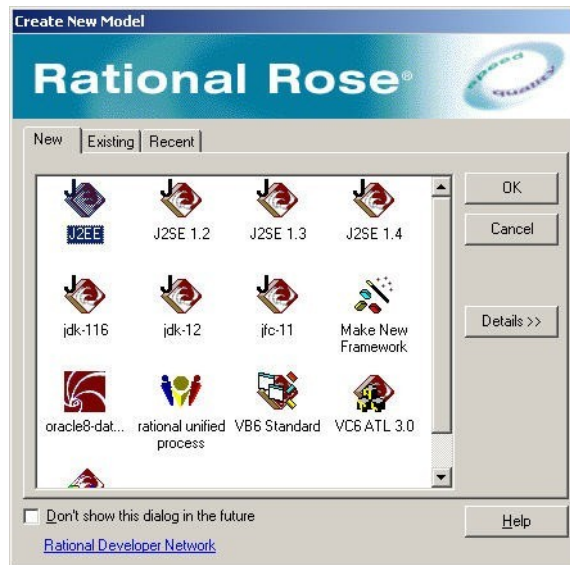 Create New Model
Rational Rose®
speed
quality
New Existing Recent
OK
Cancel
Details >>
J2EE J2SE 1.2 J2SE 1.3 J2SE 1.4
jdk-116 jdk-12 jfc-11 Make New Framework
oracle8-dat... rational unified process VB6 Standard VC6 ATL 3.0
Don't show this dialog in the future
Help
Rational Developer Network